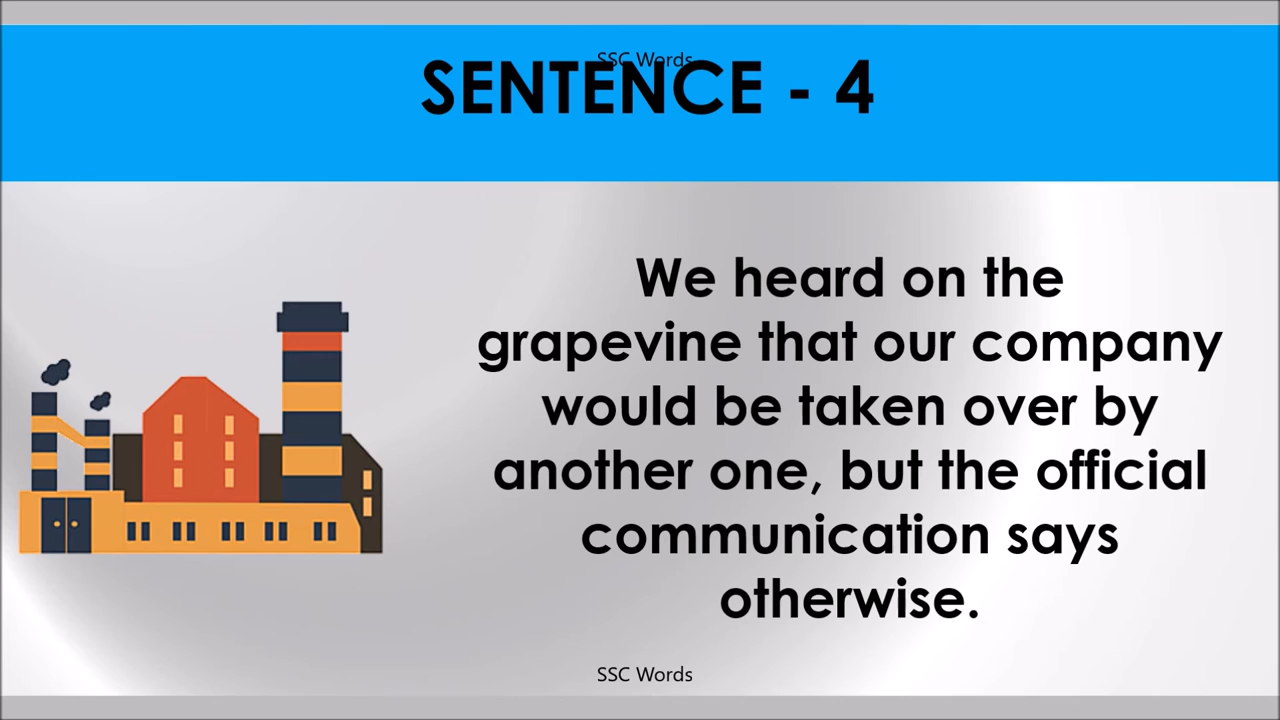 SSC Words
SENTENCE - 4
We heard on the
grapevine that our company
would be taken over by
another one, but the official
communication says
otherwise.
SSC Words